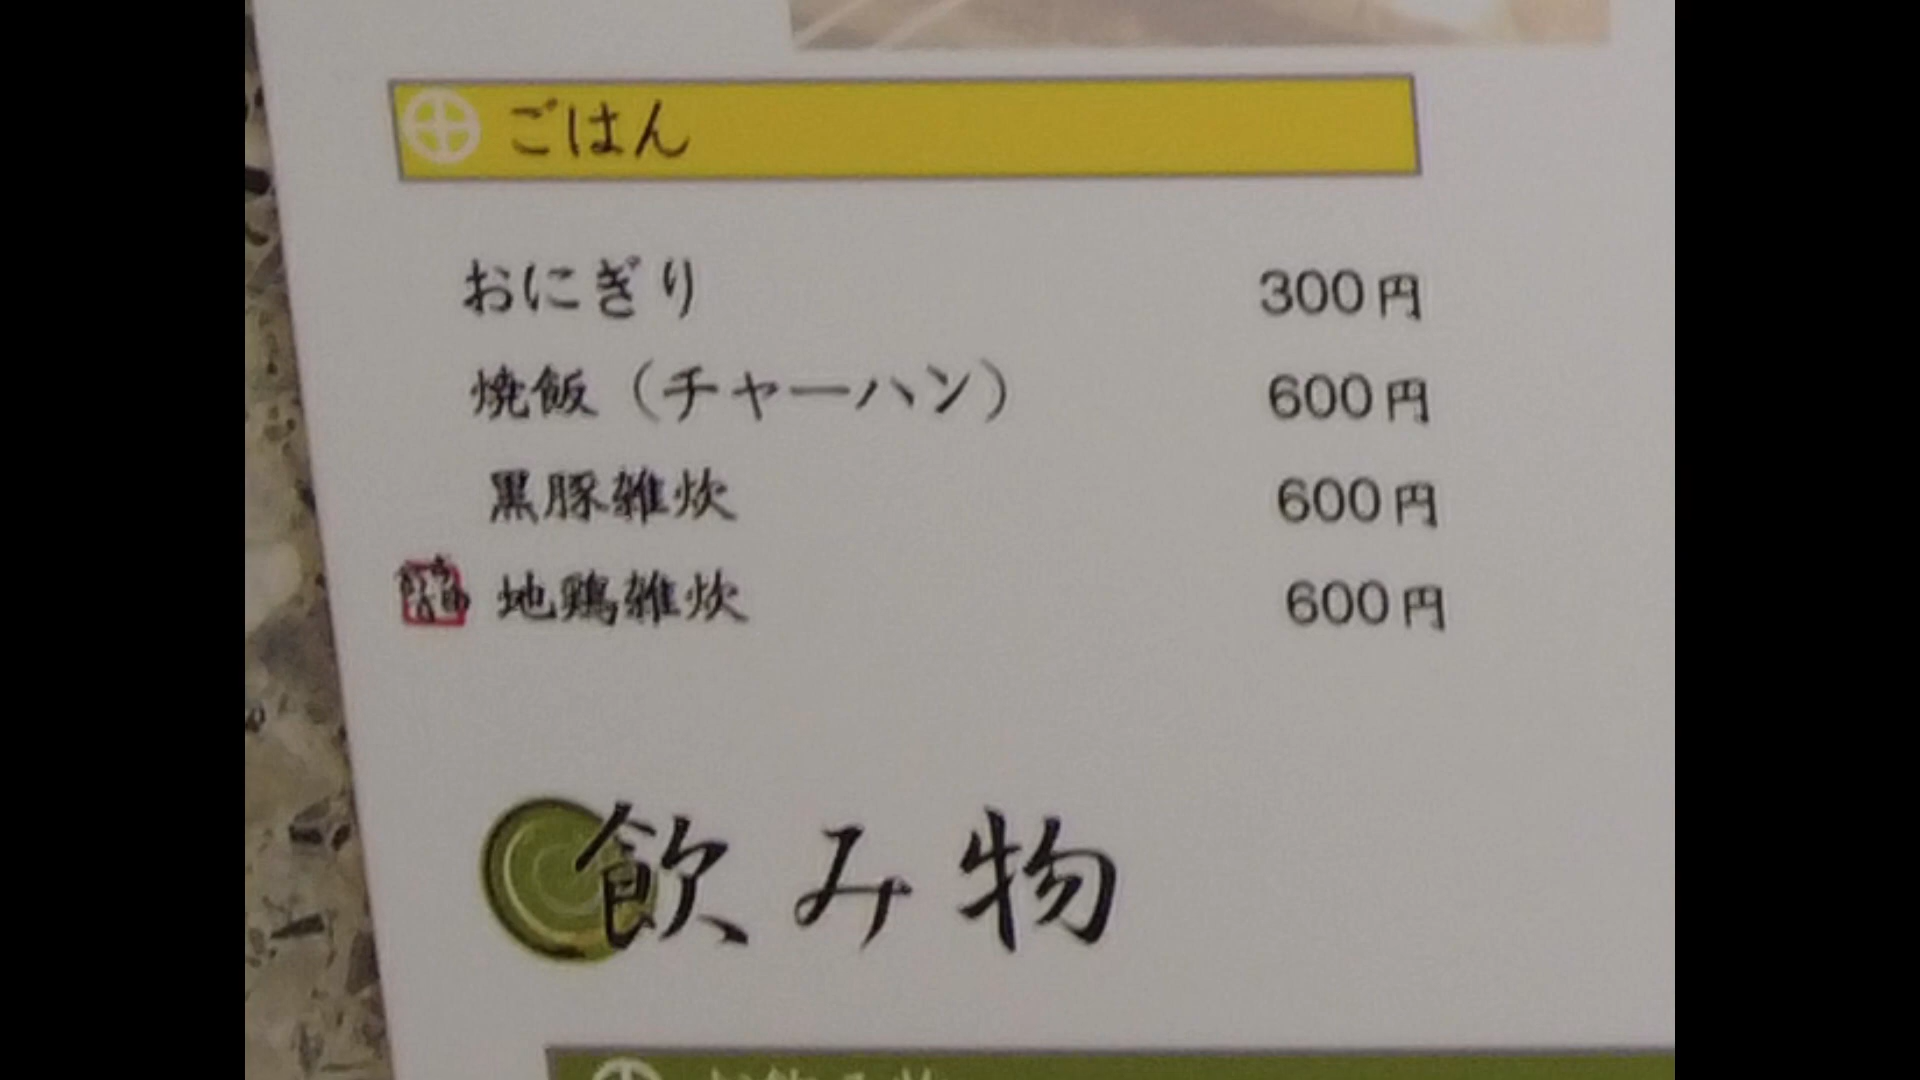 ごはん
おにぎり 300円
焼飯（チャーハン） 600円
黒豚雑炊 600円
地鶏雑炊 600円
飲み物